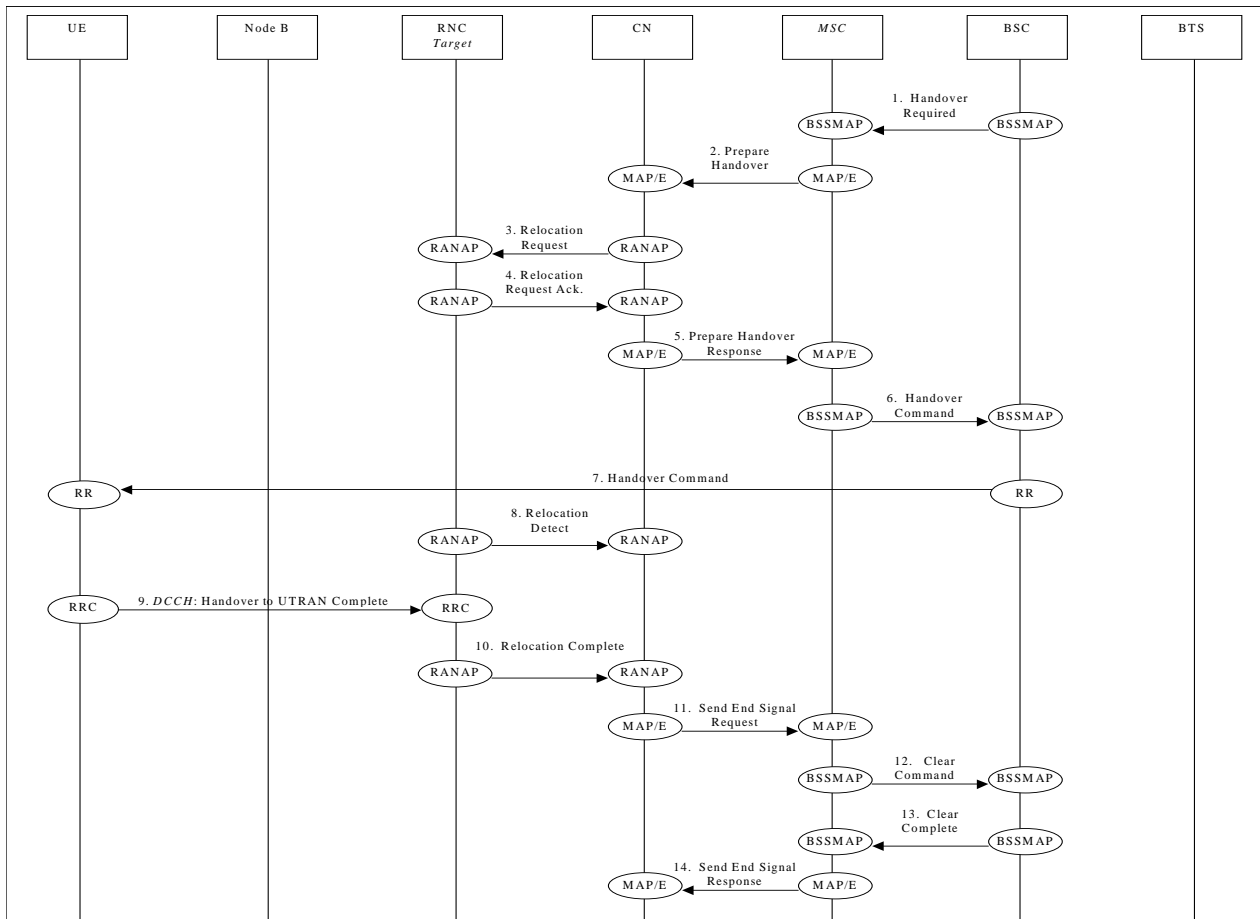 UE
Node B
RNC
Target
CN
MSC
BSC
BTS
1. Handover
Required
BSSMAP
BSSMAP
2. Prepare
Handover
MAP/E
MAP/E
3. Relocation
Request
RANAP
RANAP
4. Relocation
Request Ack.
RANAP
RANAP
5. Prepare Handover
Response
MAP/E
MAP/E
6. Handover
Command
BSSMAP
BSSMAP
7. Handover Command
RR
RR
8. Relocation
Detect
RANAP
RANAP
9. DCCH: Handover to UTRAN Complete
RRC
RRC
10. Relocation Complete
RANAP
RANAP
11. Send End Signal
Request
MAP/E
MAP/E
12. Clear
Command
BSSMAP
BSSMAP
13. Clear
Complete
BSSMAP
BSSMAP
14. Send End Signal
Response
MAP/E
MAP/E